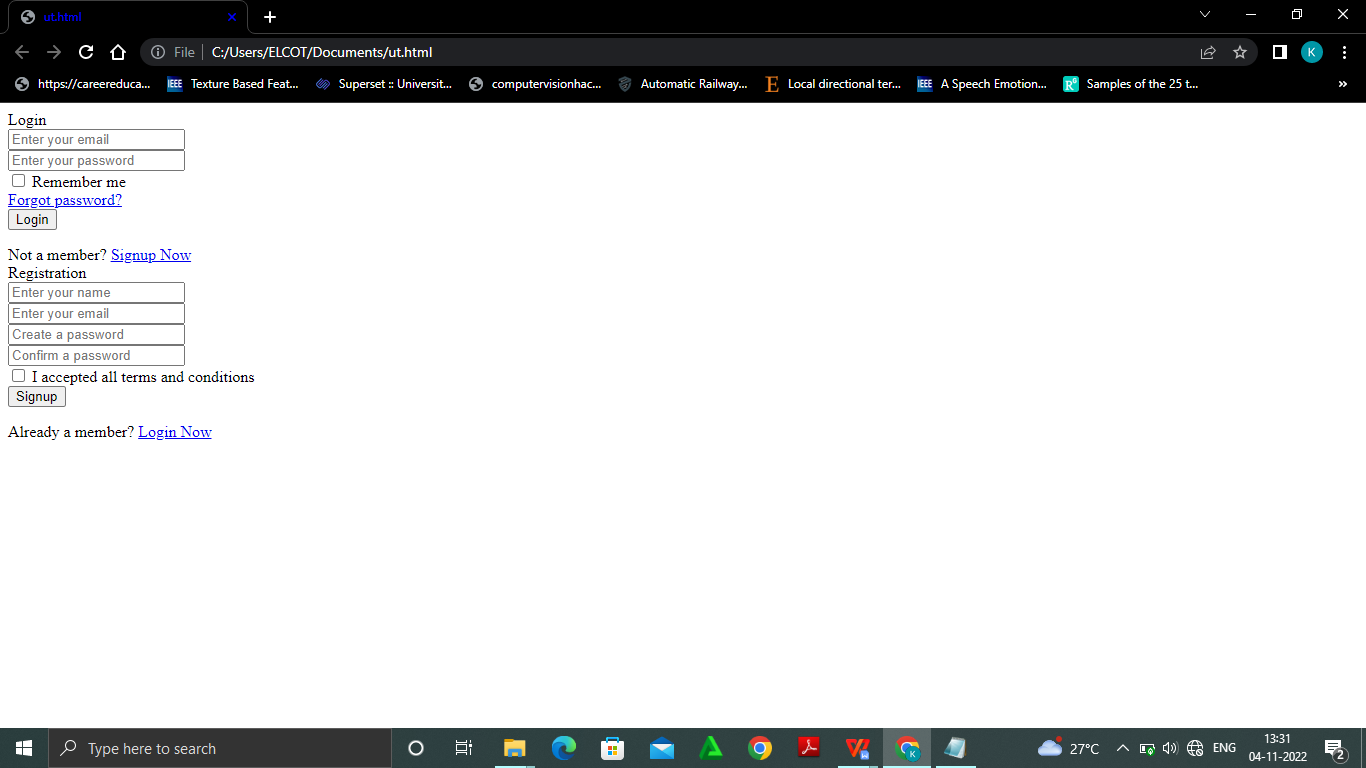 ut.html
File
C:/Users/ELCOT/Documents/ut.html
K
https://careereduca...
IEEE
Texture Based Feat...
Superset :: Universit...
computervisionhac...
Automatic Railway...
E
Local directional ter...
IEEE
A Speech Emotion...
R
Samples of the 25 t...
»
Login
Enter your email
Enter your password
Remember me
Forgot password?
Login
Not a member? Signup Now
Registration
Enter your name
Enter your email
Create a password
Confirm a password
I accepted all terms and conditions
Signup
Already a member? Login Now
Type here to search
K
27°C
ENG
13:31
04-11-2022
2